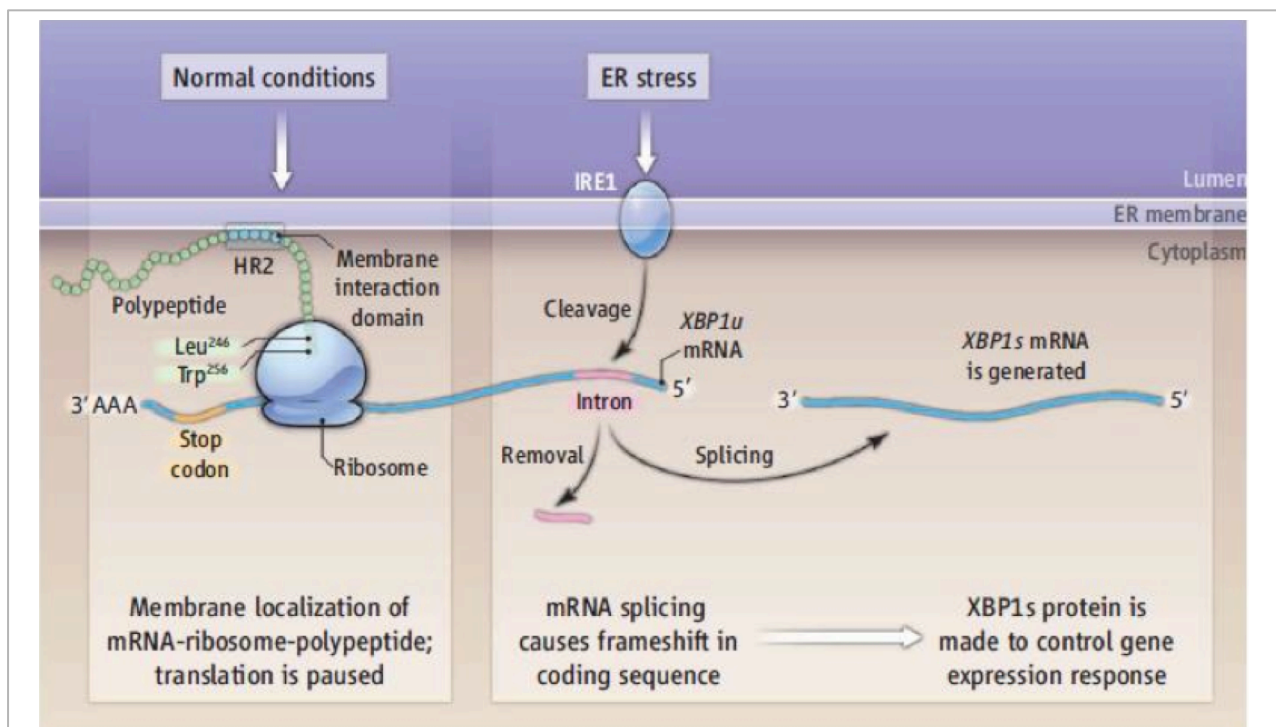 Normal conditions
ER stress
IRE1
Lumen
ER membrane
Cytoplasm
HR2
Membrane
interaction
domain
Polypeptide
Leu246
Trp256
3′ AAA
Stop
codon
Ribosome
Cleavage
XBP1u
mRNA
5′
Intron
Removal
Splicing
XBP1s mRNA
is generated
3′
5′
Membrane localization of
mRNA-ribosome-polypeptide;
translation is paused
mRNA splicing
causes frameshift in
coding sequence
XBP1s protein is
made to control gene
expression response